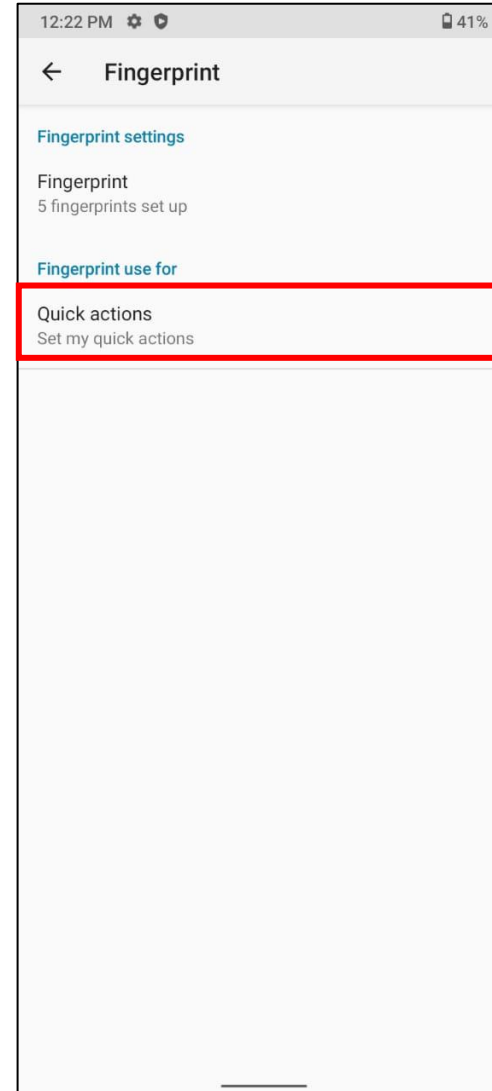 12:22 PM 41%
Fingerprint
Fingerprint settings
Fingerprint
5 fingerprints set up
Fingerprint use for
Quick actions
Set my quick actions